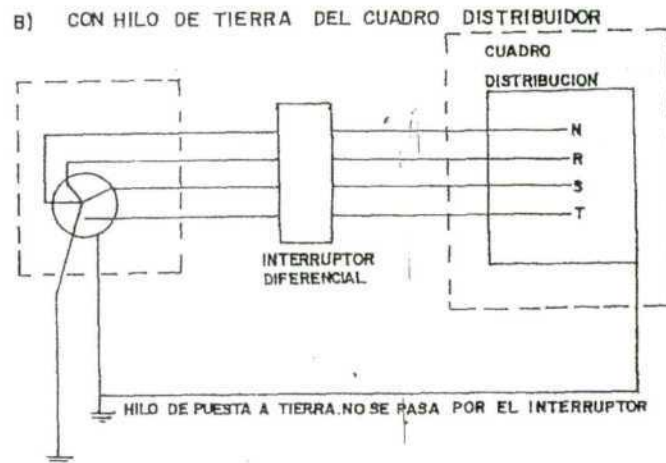 B) CON HILO DE TIERRA DEL CUADRO DISTRIBUIDOR
CUADRO
DISTRIBUCION
N
R
S
T
INTERRUPTOR
DIFERENCIAL
HILO DE PUESTA A TIERRA. NO SE PASA POR EL INTERRUPTOR